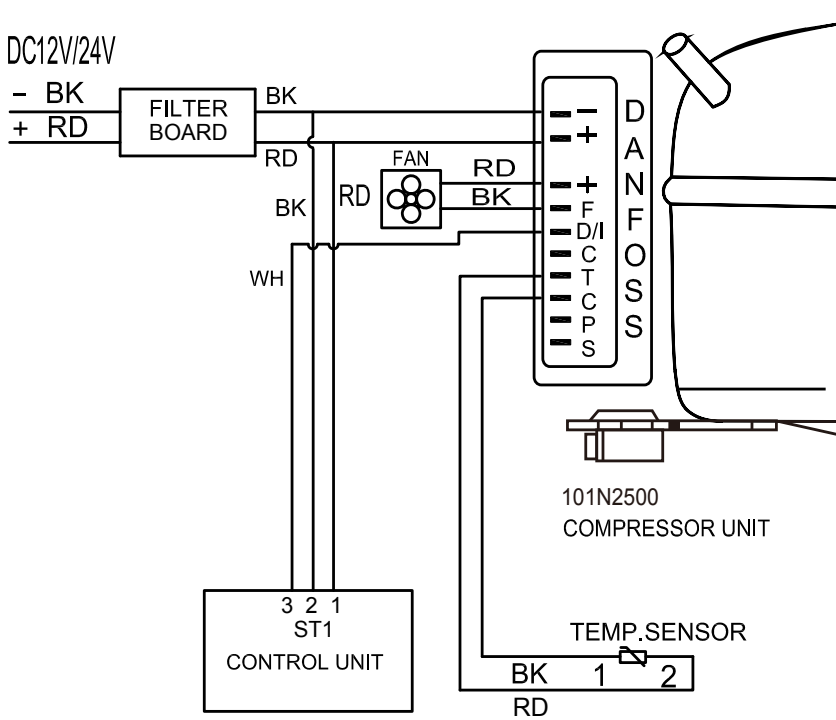 DC12V/24V
− BK
+ RD
FILTER
BOARD
BK
RD
BK
WH
FAN
RD
RD
BK
−
+
+
F
D/I
C
T
C
P
S
D
A
N
F
O
S
S
101N2500
COMPRESSOR UNIT
3 2 1
ST1
CONTROL UNIT
TEMP.SENSOR
BK 1 2
RD